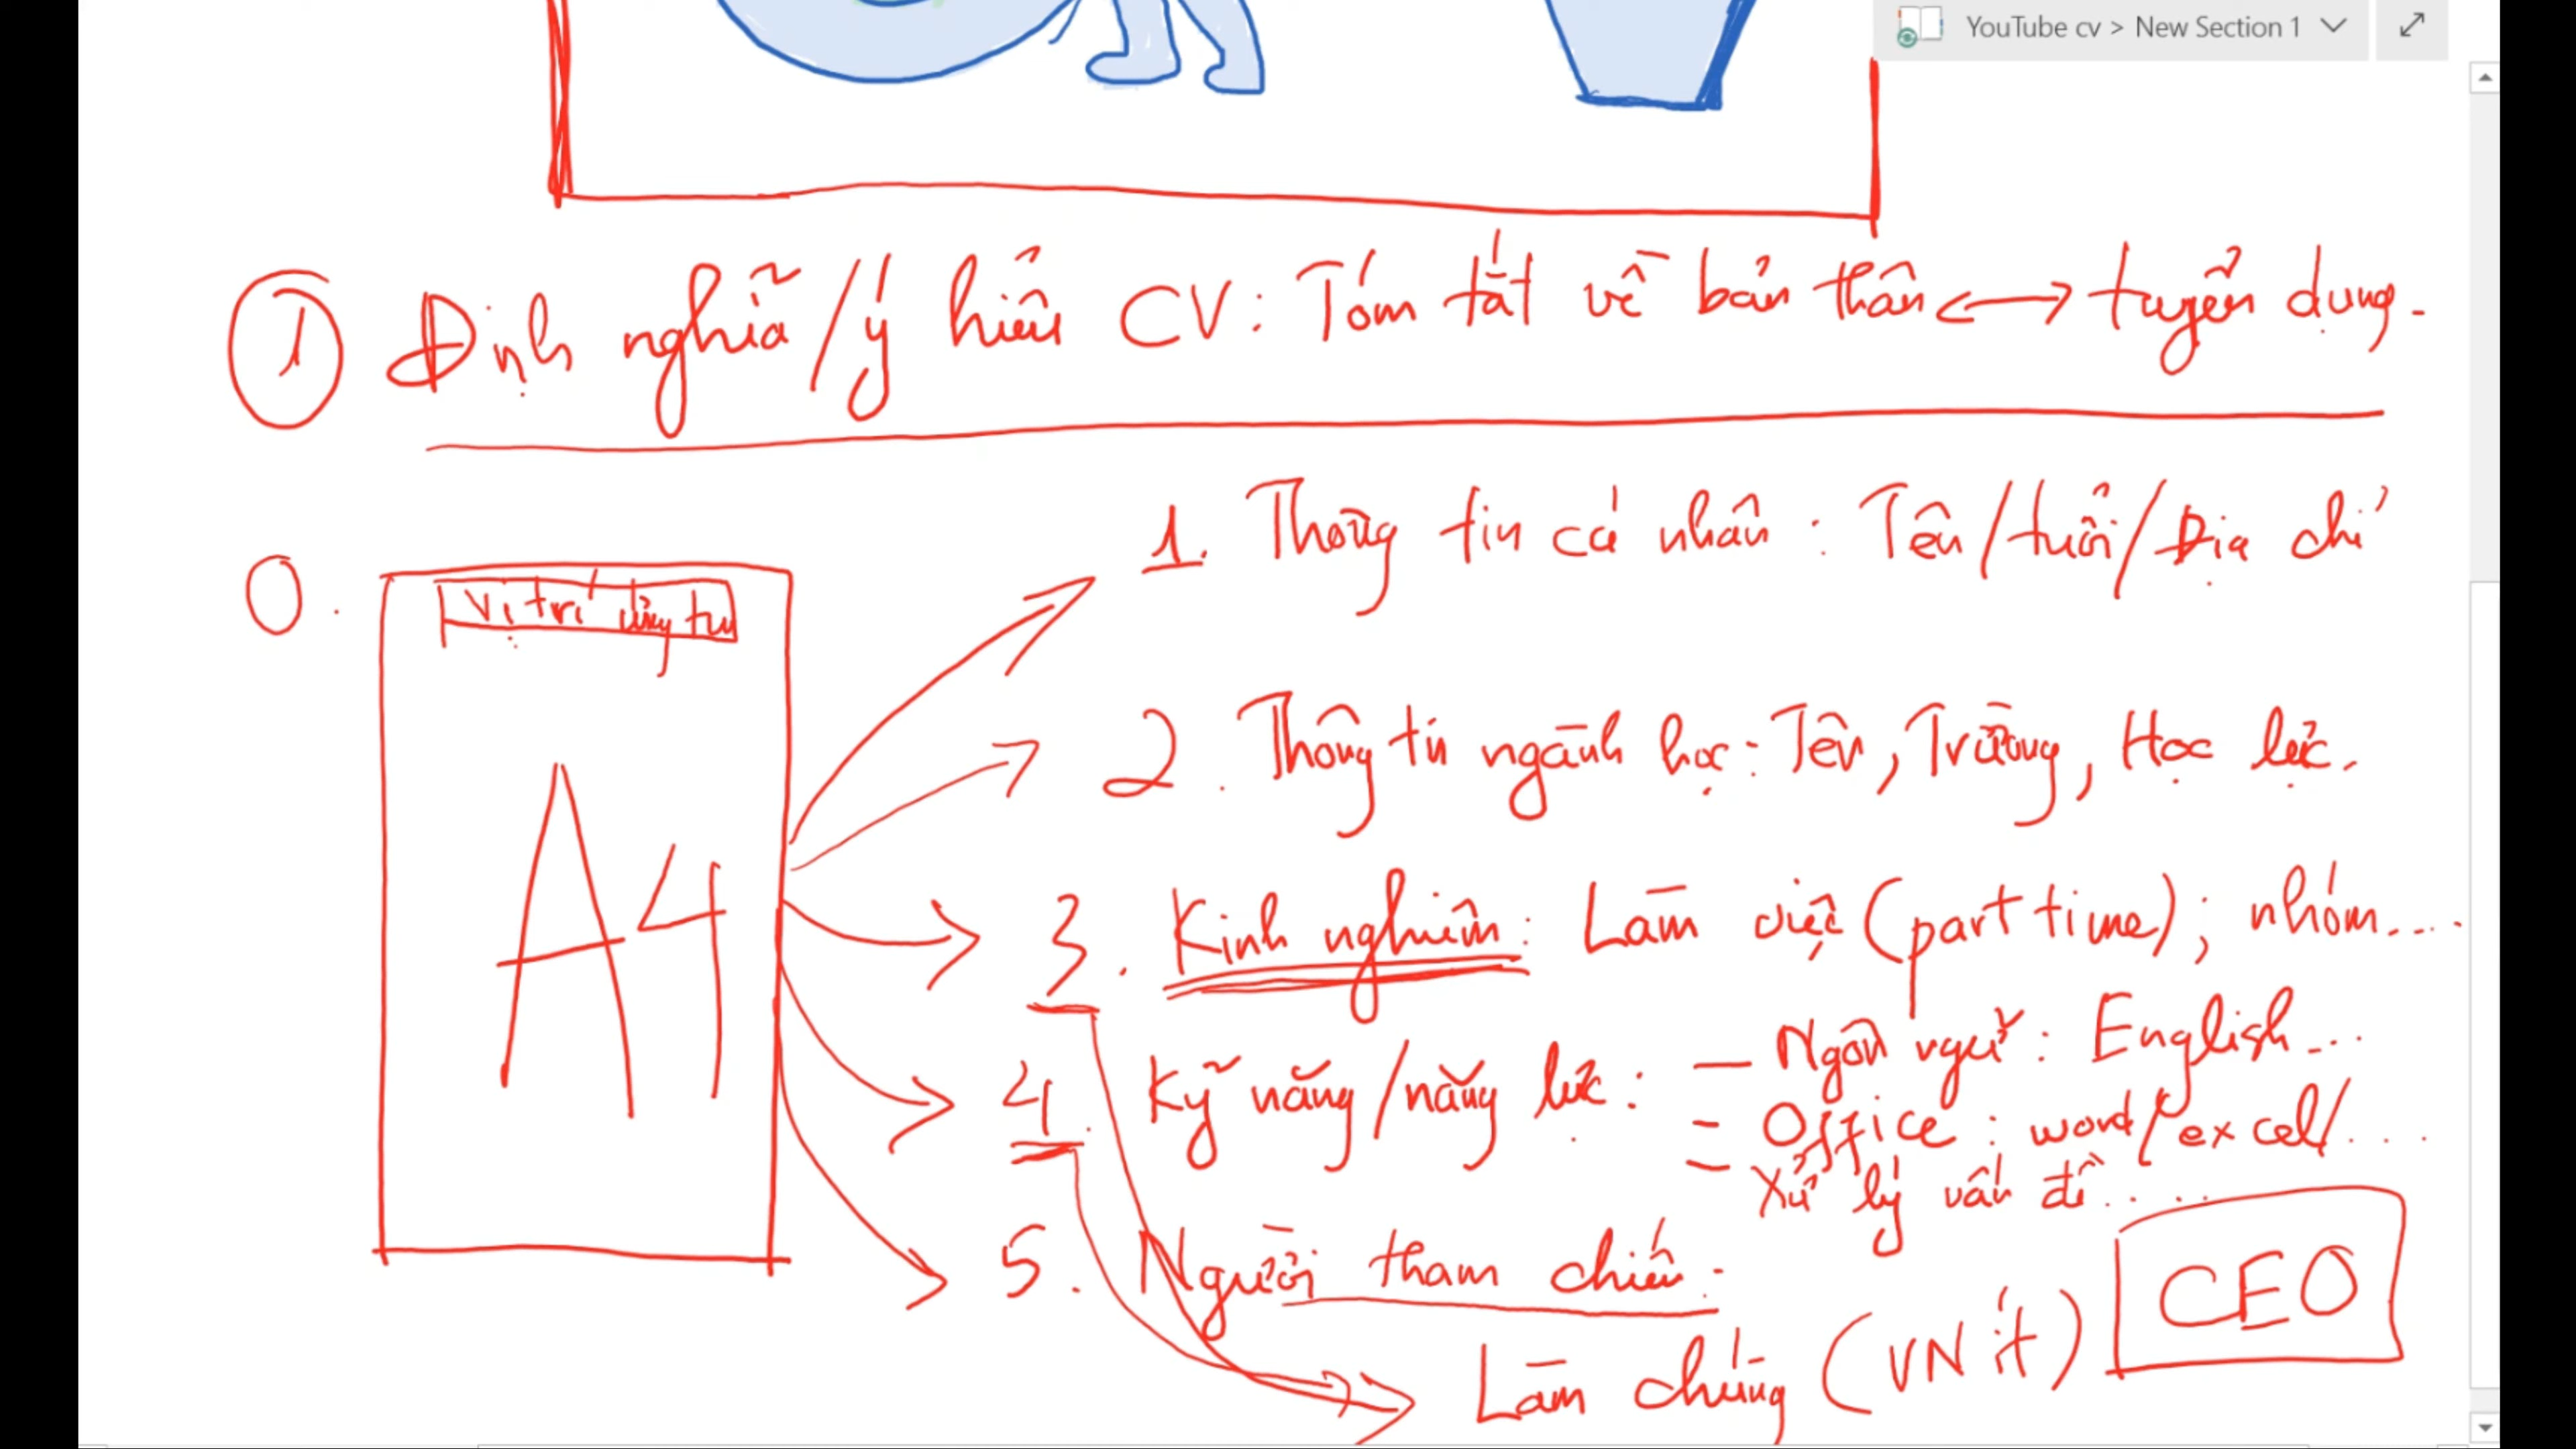 YouTube cv > New Section 1
① Định nghĩa/ý hiểu CV: Tóm tắt về bản thân ↔ tuyển dụng.
0. Vị trí ứng tu
A4
1. Thông tin cá nhân: Tên/tuổi/Địa chỉ
2. Thông tin ngành học: Tên, Trường, Học lực.
3. Kinh nghiệm: Làm việc (part time); nhóm....
4. Kỹ năng/năng lực: - Ngôn ngữ: English...
- Office: word/excel/...
- Xử lý vấn đề.....
5. Người tham chiếu:
CEO
Làm chứng (VN ít)